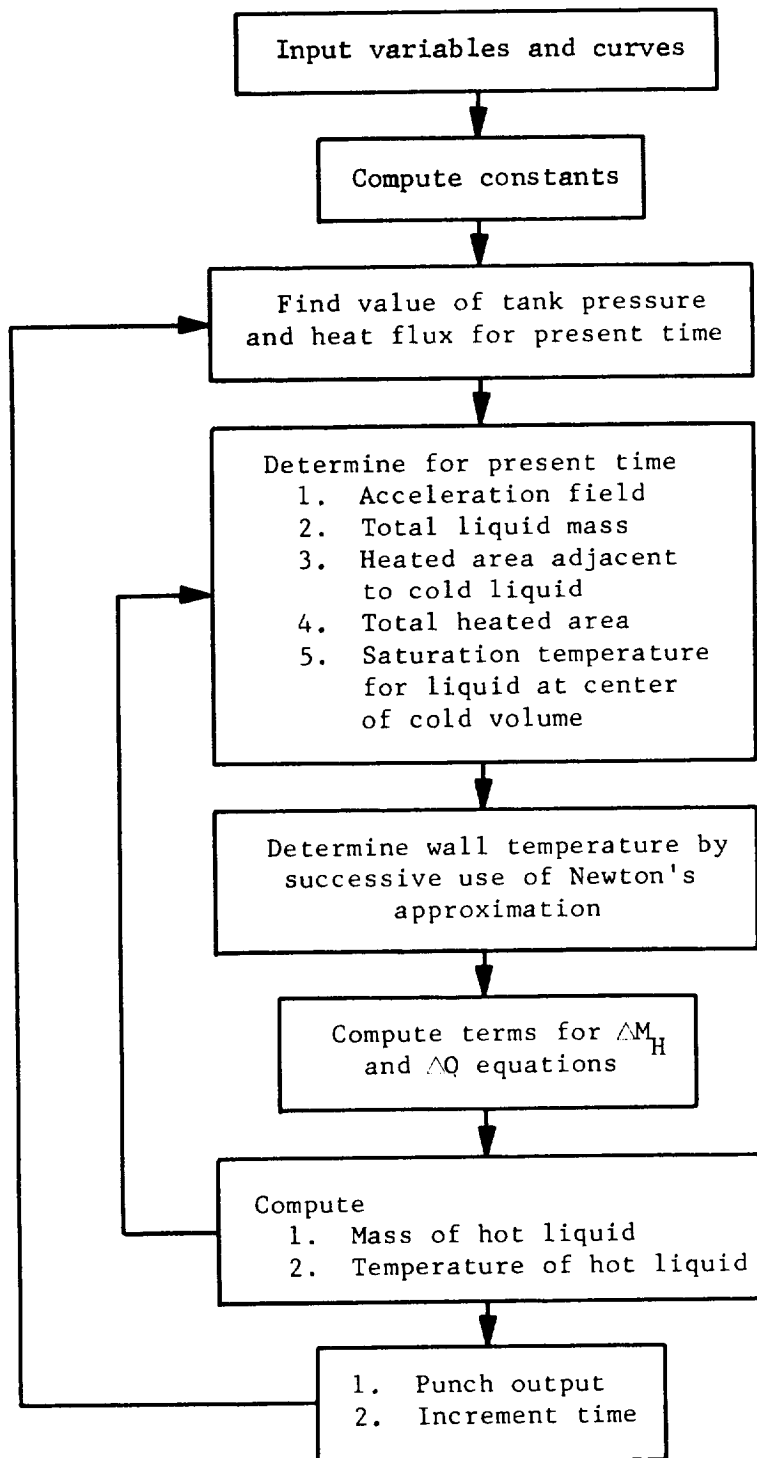 Input variables and curves
Compute constants
Find value of tank pressure
and heat flux for present time
Determine for present time
1. Acceleration field
2. Total liquid mass
3. Heated area adjacent
to cold liquid
4. Total heated area
5. Saturation temperature
for liquid at center
of cold volume
Determine wall temperature by
successive use of Newton's
approximation
Compute terms for △M_H
and △Q equations
Compute
1. Mass of hot liquid
2. Temperature of hot liquid
1. Punch output
2. Increment time